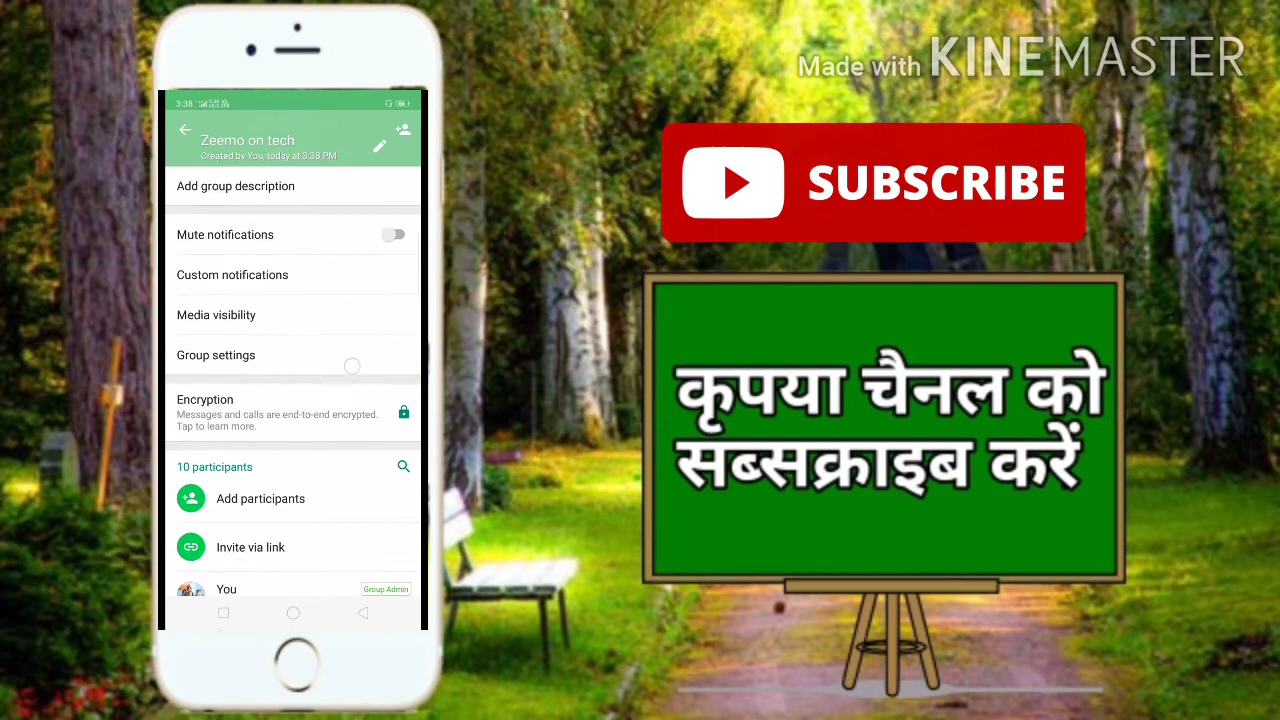 Made with KINEMASTER
3:38
Zeemo on tech
Created by You, today at 3:38 PM
Add group description
Mute notifications
Custom notifications
Media visibility
Group settings
Encryption
Messages and calls are end-to-end encrypted.
Tap to learn more.
10 participants
Add participants
Invite via link
You
Group Admin
SUBSCRIBE
कृपया चैनल को
सब्सक्राइब करें